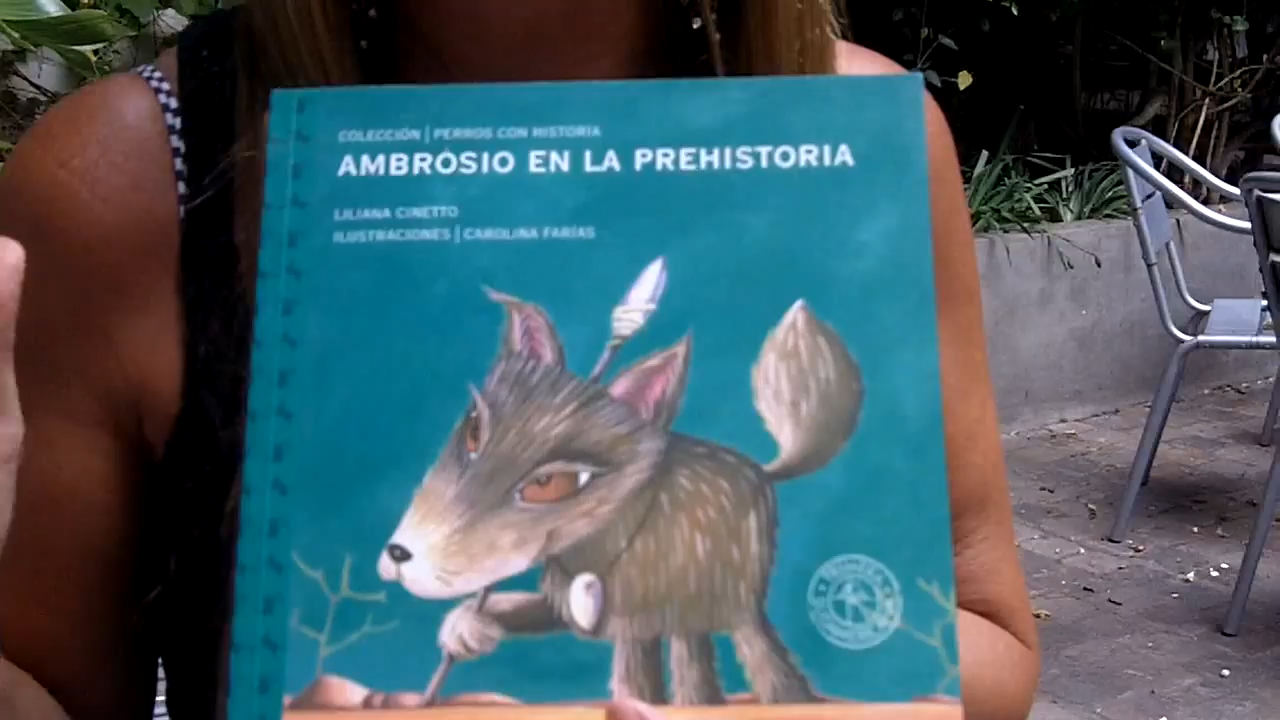 COLECCIÓN | PERROS CON HISTORIA
AMBROSIO EN LA PREHISTORIA
LILIANA CINETTO
ILUSTRACIONES | CAROLINA FARÍAS